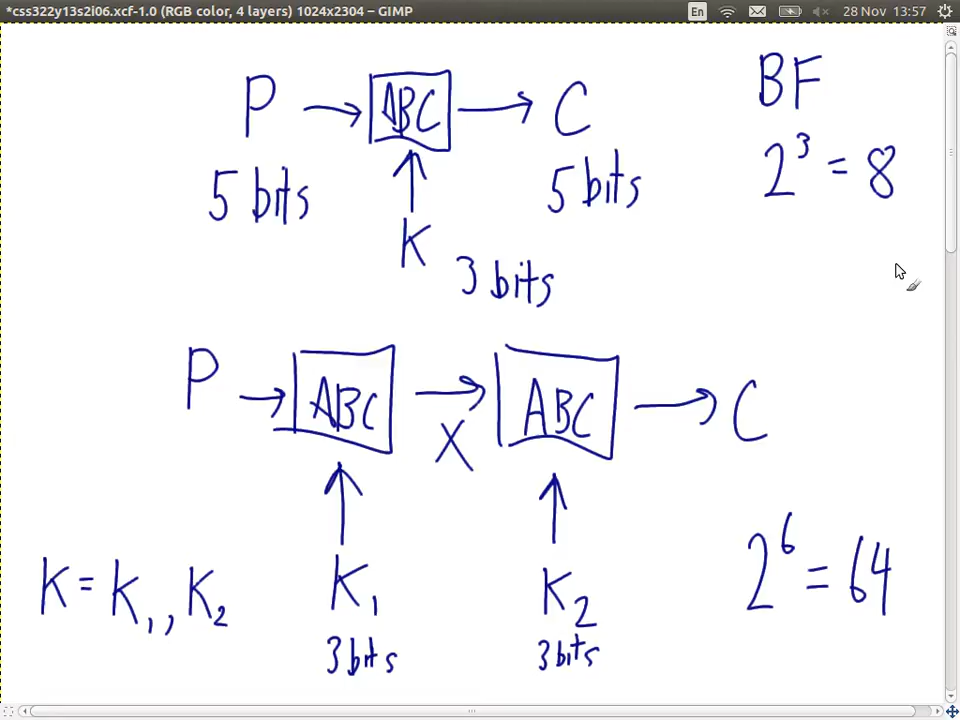 *css322y13s2i06.xcf-1.0 (RGB color, 4 layers) 1024x2304 – GIMP
En
28 Nov 13:57
P → ABC → C
BF
5 bits
5 bits
2³ = 8
K
3 bits
P → ABC → ABC → C
X
K = K₁, K₂
K₁
K₂
2⁶ = 64
3 bits
3 bits